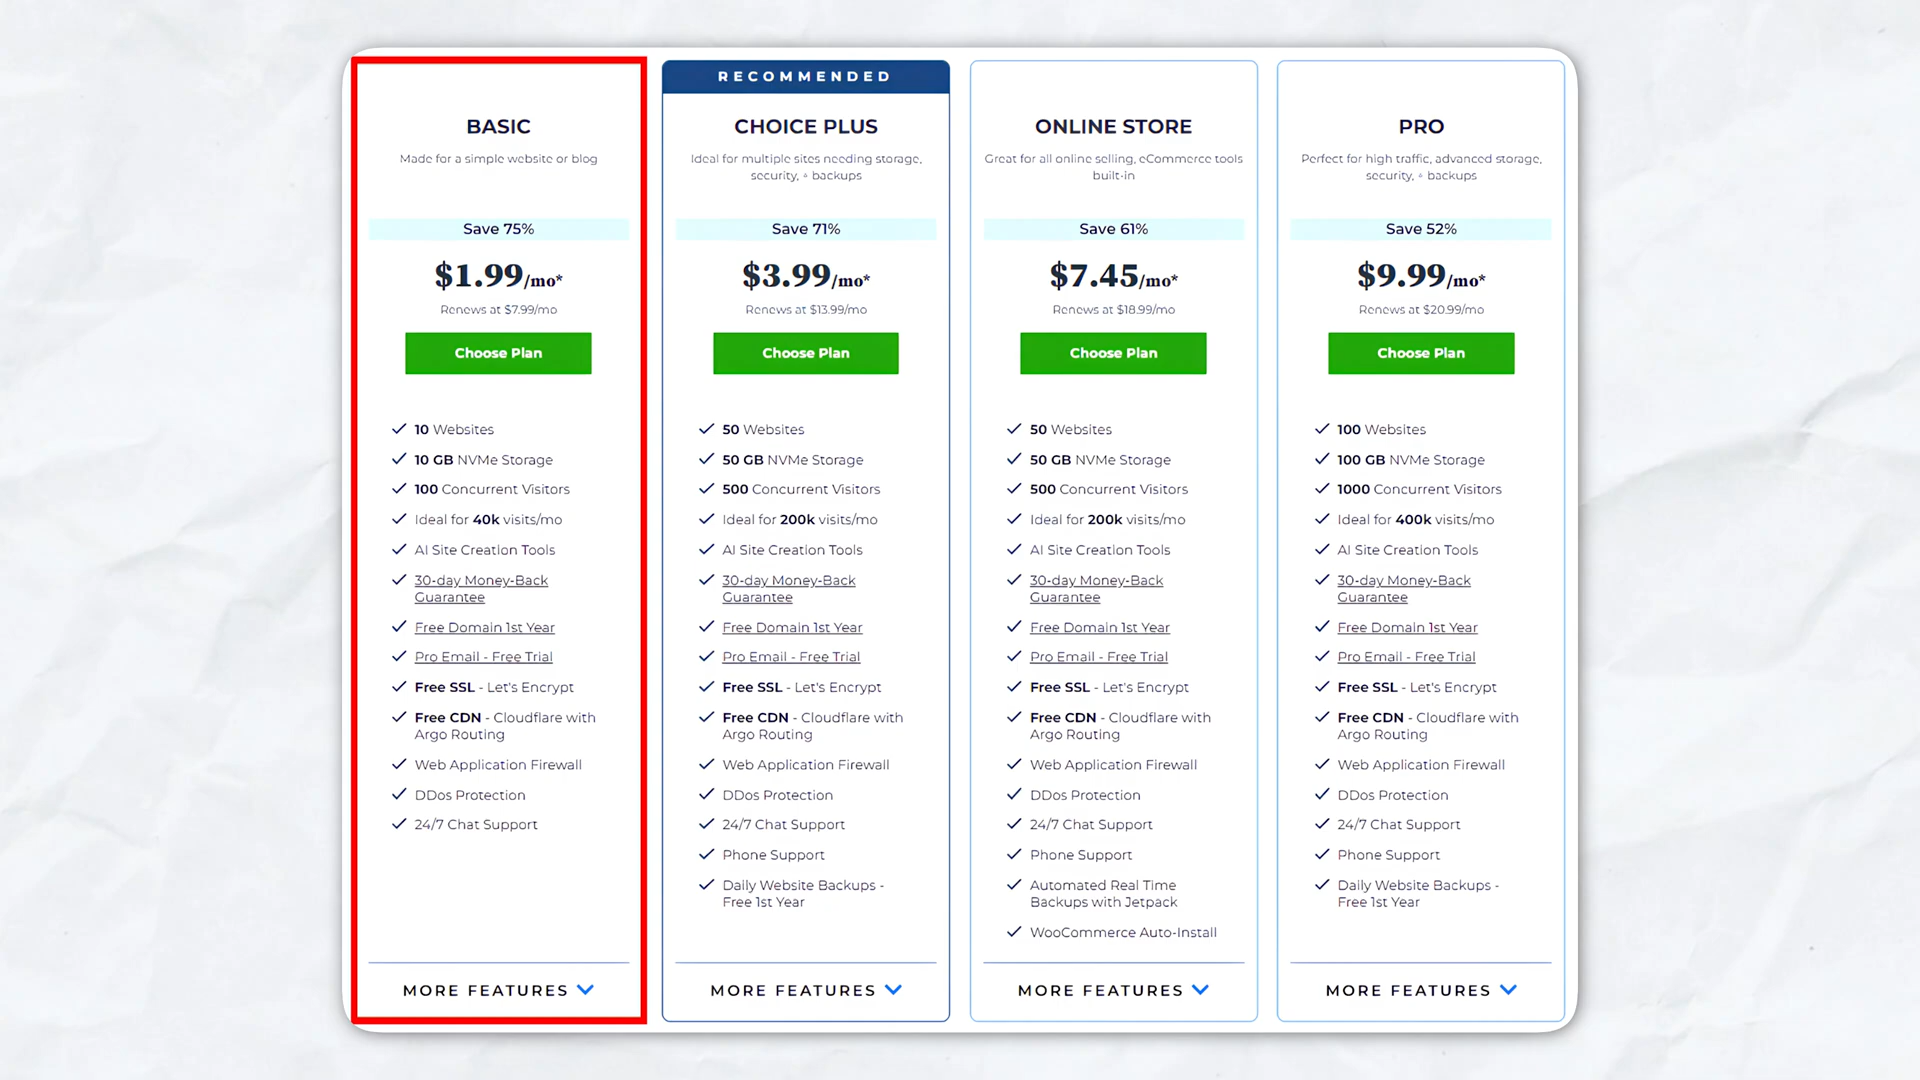 BASIC
Made for a simple website or blog
Save 75%
$1.99/mo*
Renews at $7.99/mo
Choose Plan
10 Websites
10 GB NVMe Storage
100 Concurrent Visitors
Ideal for 40k visits/mo
AI Site Creation Tools
30-day Money-Back
Guarantee
Free Domain 1st Year
Pro Email - Free Trial
Free SSL - Let's Encrypt
Free CDN - Cloudflare with
Argo Routing
Web Application Firewall
DDos Protection
24/7 Chat Support
MORE FEATURES
RECOMMENDED
CHOICE PLUS
Ideal for multiple sites needing storage,
security, + backups
Save 71%
$3.99/mo*
Renews at $13.99/mo
Choose Plan
50 Websites
50 GB NVMe Storage
500 Concurrent Visitors
Ideal for 200k visits/mo
AI Site Creation Tools
30-day Money-Back
Guarantee
Free Domain 1st Year
Pro Email - Free Trial
Free SSL - Let's Encrypt
Free CDN - Cloudflare with
Argo Routing
Web Application Firewall
DDos Protection
24/7 Chat Support
Phone Support
Daily Website Backups -
Free 1st Year
MORE FEATURES
ONLINE STORE
Great for all online selling, eCommerce tools
built-in
Save 61%
$7.45/mo*
Renews at $18.99/mo
Choose Plan
50 Websites
50 GB NVMe Storage
500 Concurrent Visitors
Ideal for 200k visits/mo
AI Site Creation Tools
30-day Money-Back
Guarantee
Free Domain 1st Year
Pro Email - Free Trial
Free SSL - Let's Encrypt
Free CDN - Cloudflare with
Argo Routing
Web Application Firewall
DDos Protection
24/7 Chat Support
Phone Support
Automated Real Time
Backups with Jetpack
WooCommerce Auto-Install
MORE FEATURES
PRO
Perfect for high traffic, advanced storage,
security, + backups
Save 52%
$9.99/mo*
Renews at $20.99/mo
Choose Plan
100 Websites
100 GB NVMe Storage
1000 Concurrent Visitors
Ideal for 400k visits/mo
AI Site Creation Tools
30-day Money-Back
Guarantee
Free Domain 1st Year
Pro Email - Free Trial
Free SSL - Let's Encrypt
Free CDN - Cloudflare with
Argo Routing
Web Application Firewall
DDos Protection
24/7 Chat Support
Phone Support
Daily Website Backups -
Free 1st Year
MORE FEATURES